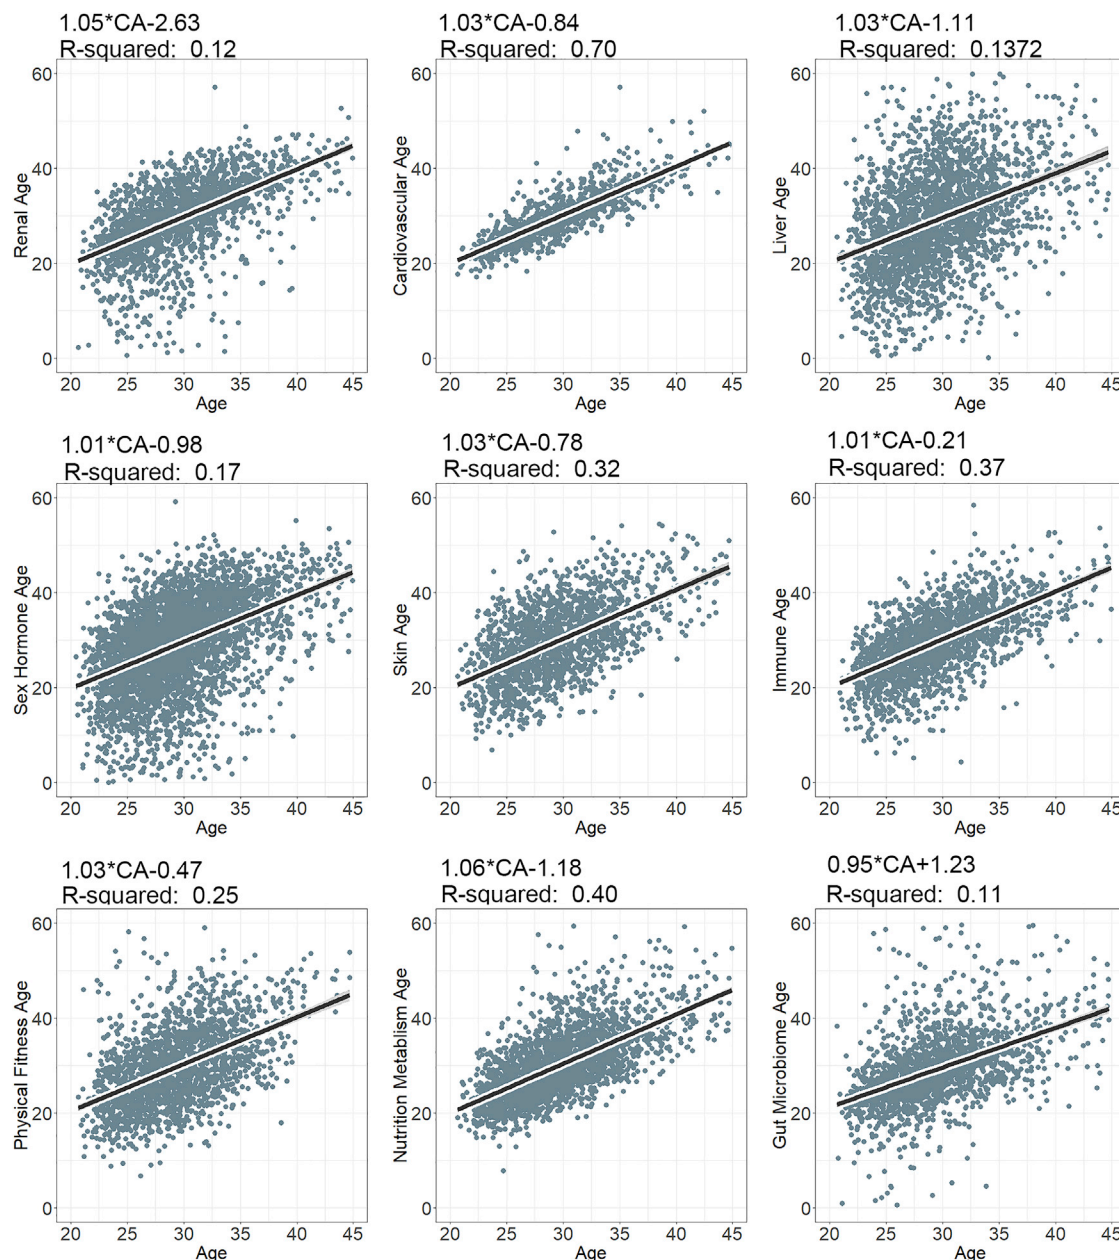 1.05*CA-2.63
R-squared: 0.12
1.03*CA-0.84
R-squared: 0.70
1.03*CA-1.11
R-squared: 0.1372
Renal Age
60
40
20
0
20 25 30 35 40 45
Age
Cardiovascular Age
60
40
20
0
20 25 30 35 40 45
Age
Liver Age
60
40
20
0
20 25 30 35 40 45
Age
1.01*CA-0.98
R-squared: 0.17
1.03*CA-0.78
R-squared: 0.32
1.01*CA-0.21
R-squared: 0.37
Sex Hormone Age
60
40
20
0
20 25 30 35 40 45
Age
Skin Age
60
40
20
0
20 25 30 35 40 45
Age
Immune Age
60
40
20
0
20 25 30 35 40 45
Age
1.03*CA-0.47
R-squared: 0.25
1.06*CA-1.18
R-squared: 0.40
0.95*CA+1.23
R-squared: 0.11
Physical Fitness Age
60
40
20
0
20 25 30 35 40 45
Age
Nutrition Metablism Age
60
40
20
0
20 25 30 35 40 45
Age
Gut Microbiome Age
60
40
20
0
20 25 30 35 40 45
Age